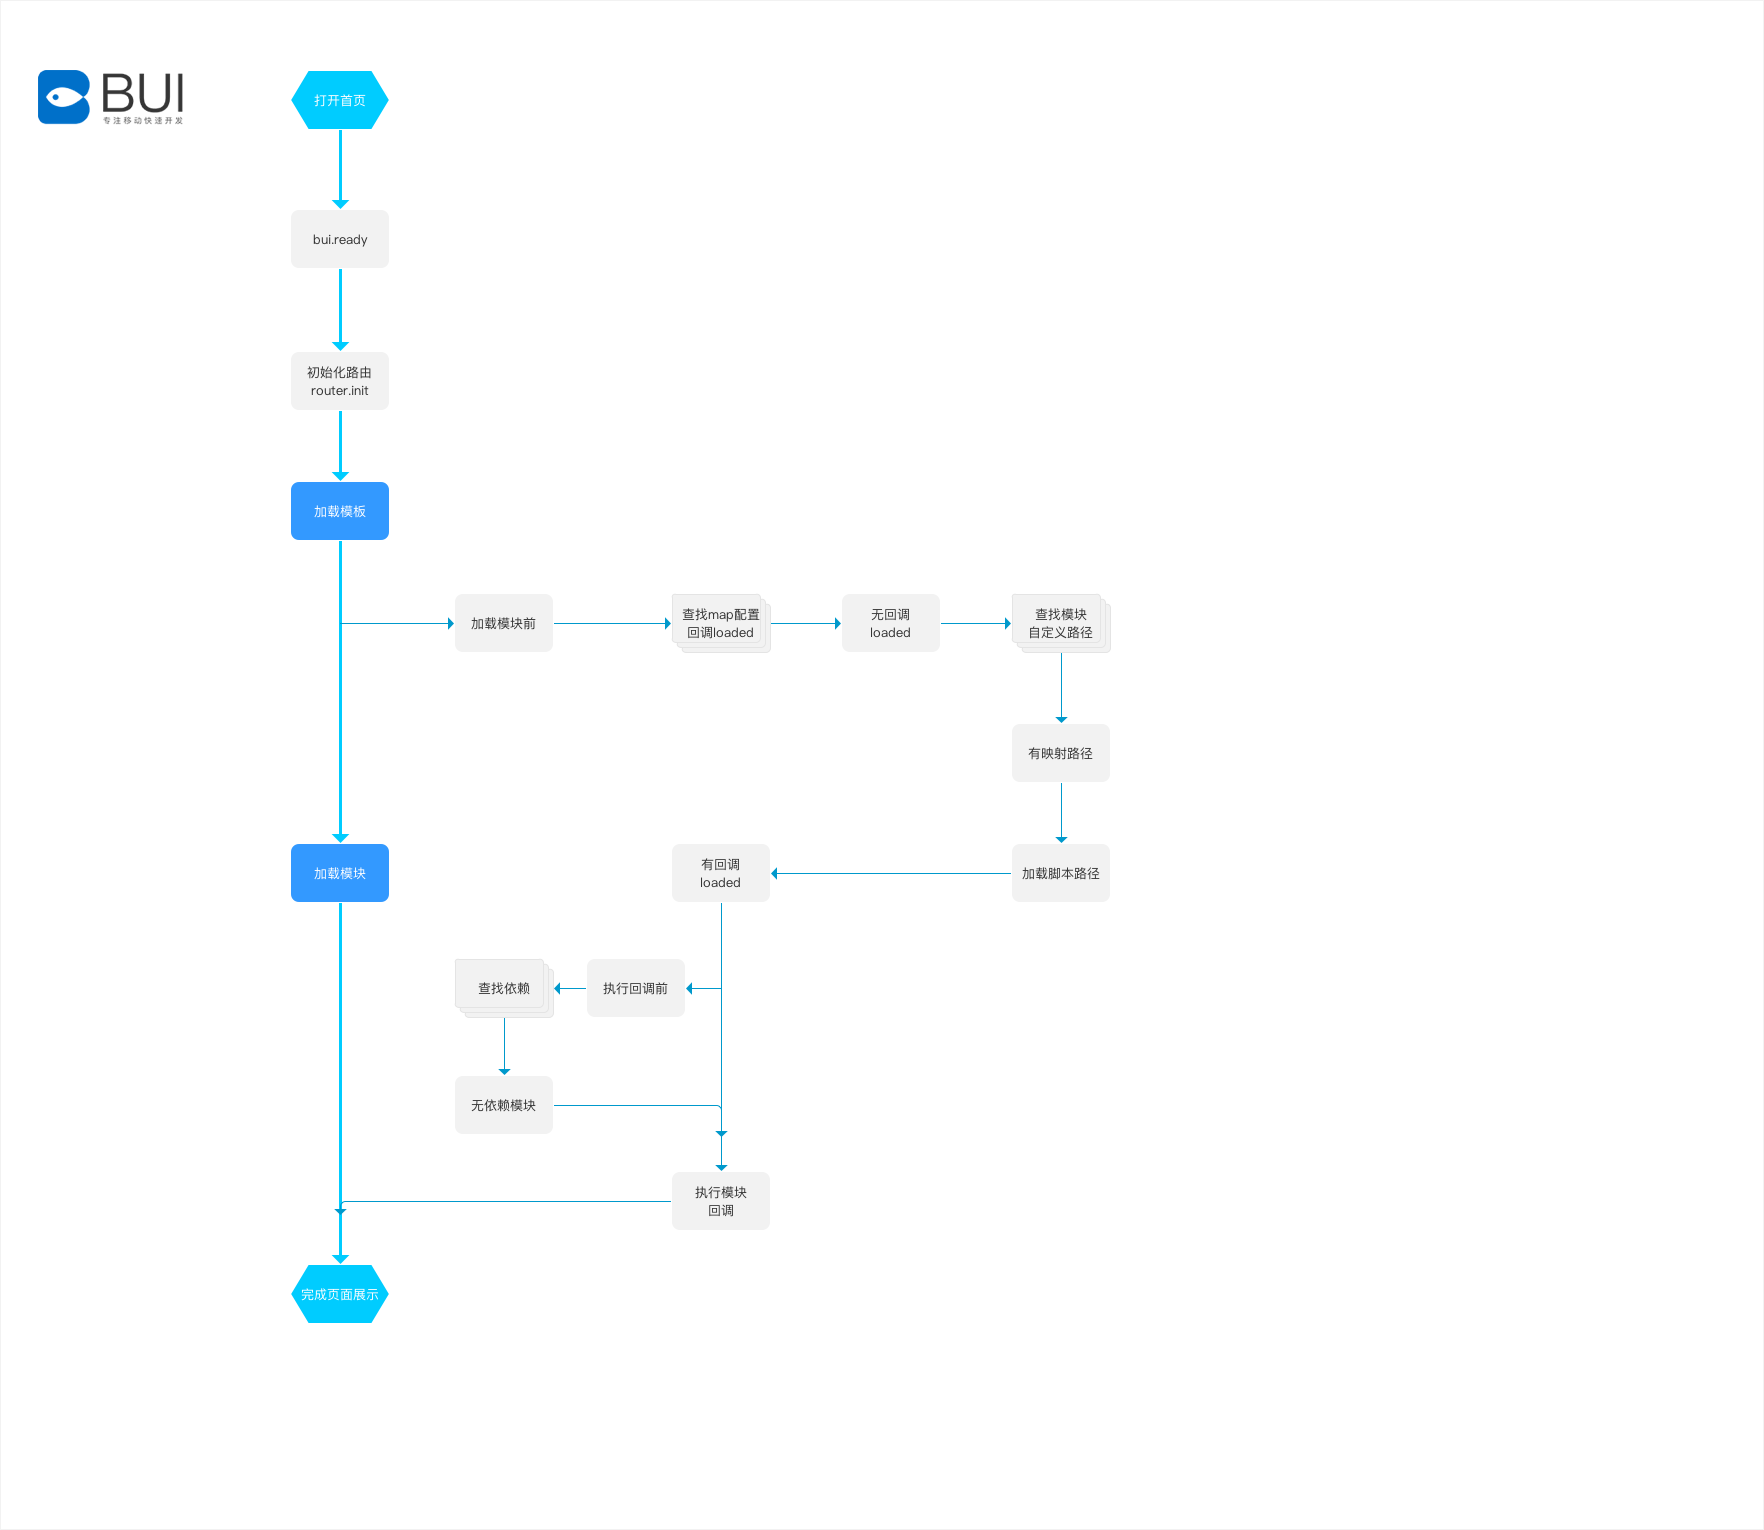 BUI
专注移动快速开发
打开首页
bui.ready
初始化路由
router.init
加载模板
加载模块前
查找map配置
回调loaded
无回调
loaded
查找模块
自定义路径
有映射路径
加载模块
有回调
loaded
加载脚本路径
查找依赖
执行回调前
无依赖模块
执行模块
回调
完成页面展示